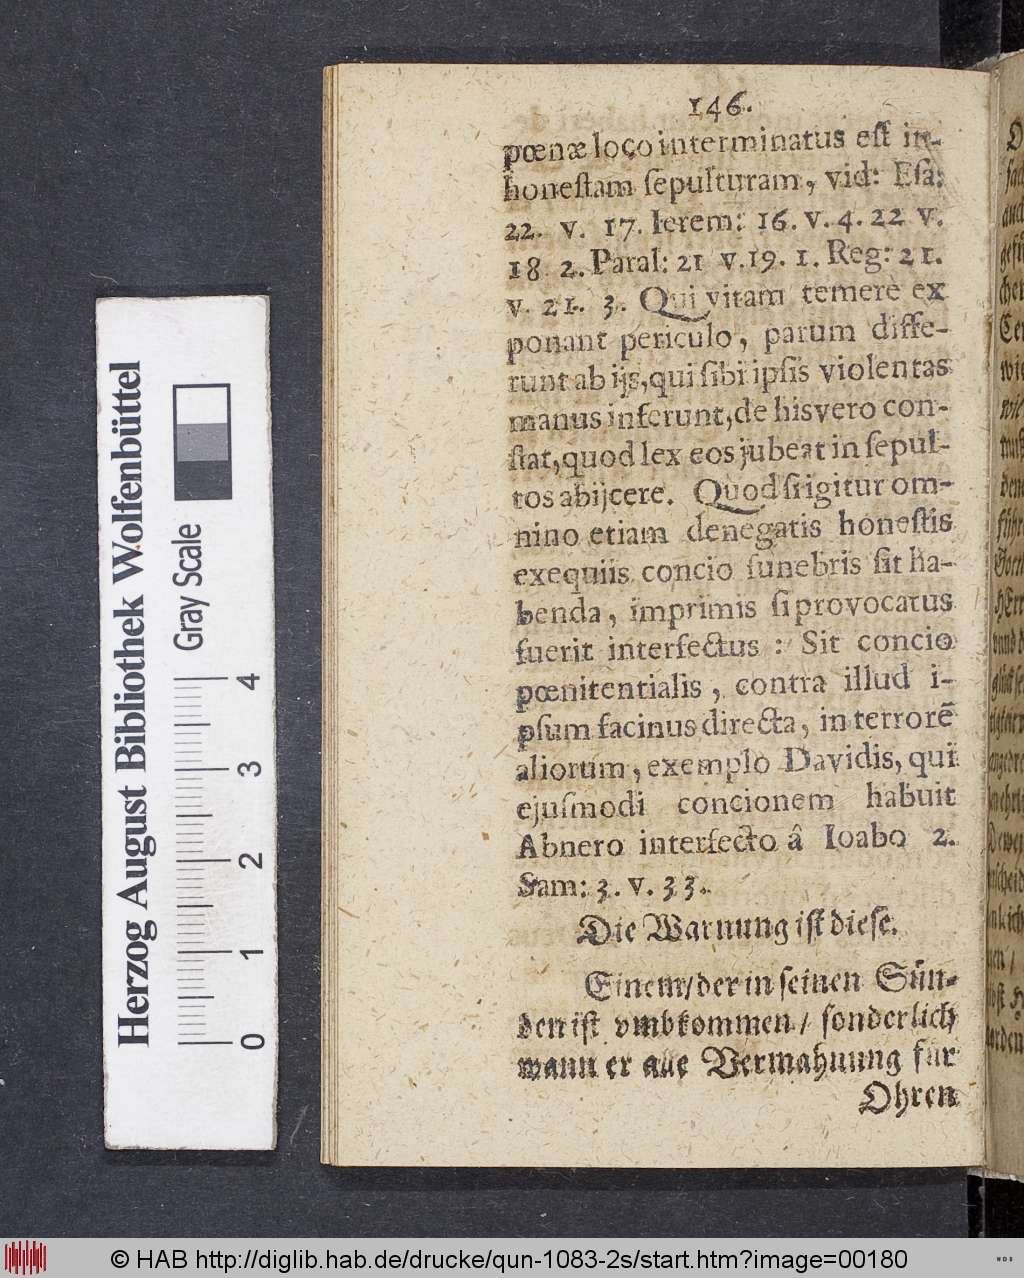 146.
pœnæ loco interminatus eſt in-
honeſtam ſepulturam, vid: Eſa:
22. v. 17. Ierem: 16. v. 4. 22 v.
18 2. Paral: 21 v. 19. 1. Reg: 21.
v. 21. 3. Qui vitam temerè ex
ponant periculo, parum diffe-
runt ab ijs, qui ſibi ipſis violentas
manus inferunt, de his vero con-
ſtat, quod lex eos jubeat in ſepul-
tos abijcere. Quod ſi igitur om-
nino etiam denegatis honeſtis
exequiis concio funebris ſit ha-
benda, imprimis ſi provocatus
fuerit interfectus : Sit concio
pœnitentialis, contra illud i-
pſum facinus directa, in terrorē
aliorum, exemplo Davidis, qui
ejuſmodi concionem habuit
Abnero interfecto â Ioabo 2.
Sam: 3. v. 33.
Die Warnung iſt dieſe.
Einem/ der in ſeinen Sün-
den iſt vmbkommen/ ſonderlich
wann er alle Vermahnung für
Ohren
Herzog August Bibliothek Wolfenbüttel
Gray Scale
0 1 2 3 4
© HAB http://diglib.hab.de/drucke/qun-1083-2s/start.htm?image=00180